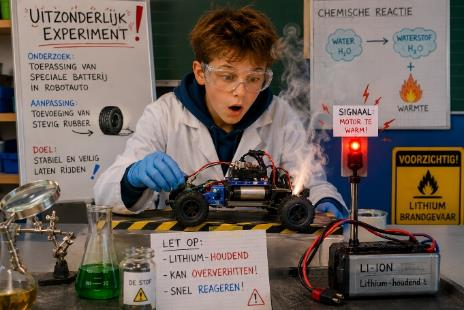 UITZONDERLIJK
EXPERIMENT!
ONDERZOEK:
TOEPASSING VAN
SPECIALE BATTERIJ
IN ROBOTAUTO
AANPASSING:
TOEVOEGING VAN
STEVIG RUBBER
DOEL:
STABIEL EN VEILIG
LATEN RIJDEN
CHEMISCHE REACTIE
WATER
H₂O
WATERSTOF
H₂O
+
WARMTE
SIGNAAL:
MOTOR TE
WARM!
VOORZICHTIG!
LITHIUM
BRANDGEVAAR
DE STOF
LET OP:
- LITHIUM-HOUDEND
- KAN OVERVERHITTEN!
- SNEL REAGEREN!
LI-ION
Lithium-houdend